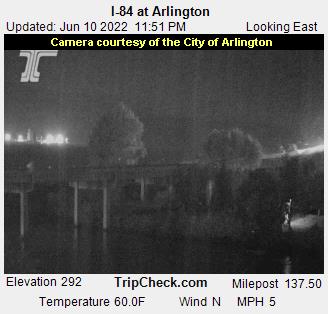 I-84 at Arlington
Updated: Jun 10 2022 11:51 PM Looking East
Camera courtesy of the City of Arlington
Elevation 292 TripCheck.com Milepost 137.50
Temperature 60.0F Wind N MPH 5